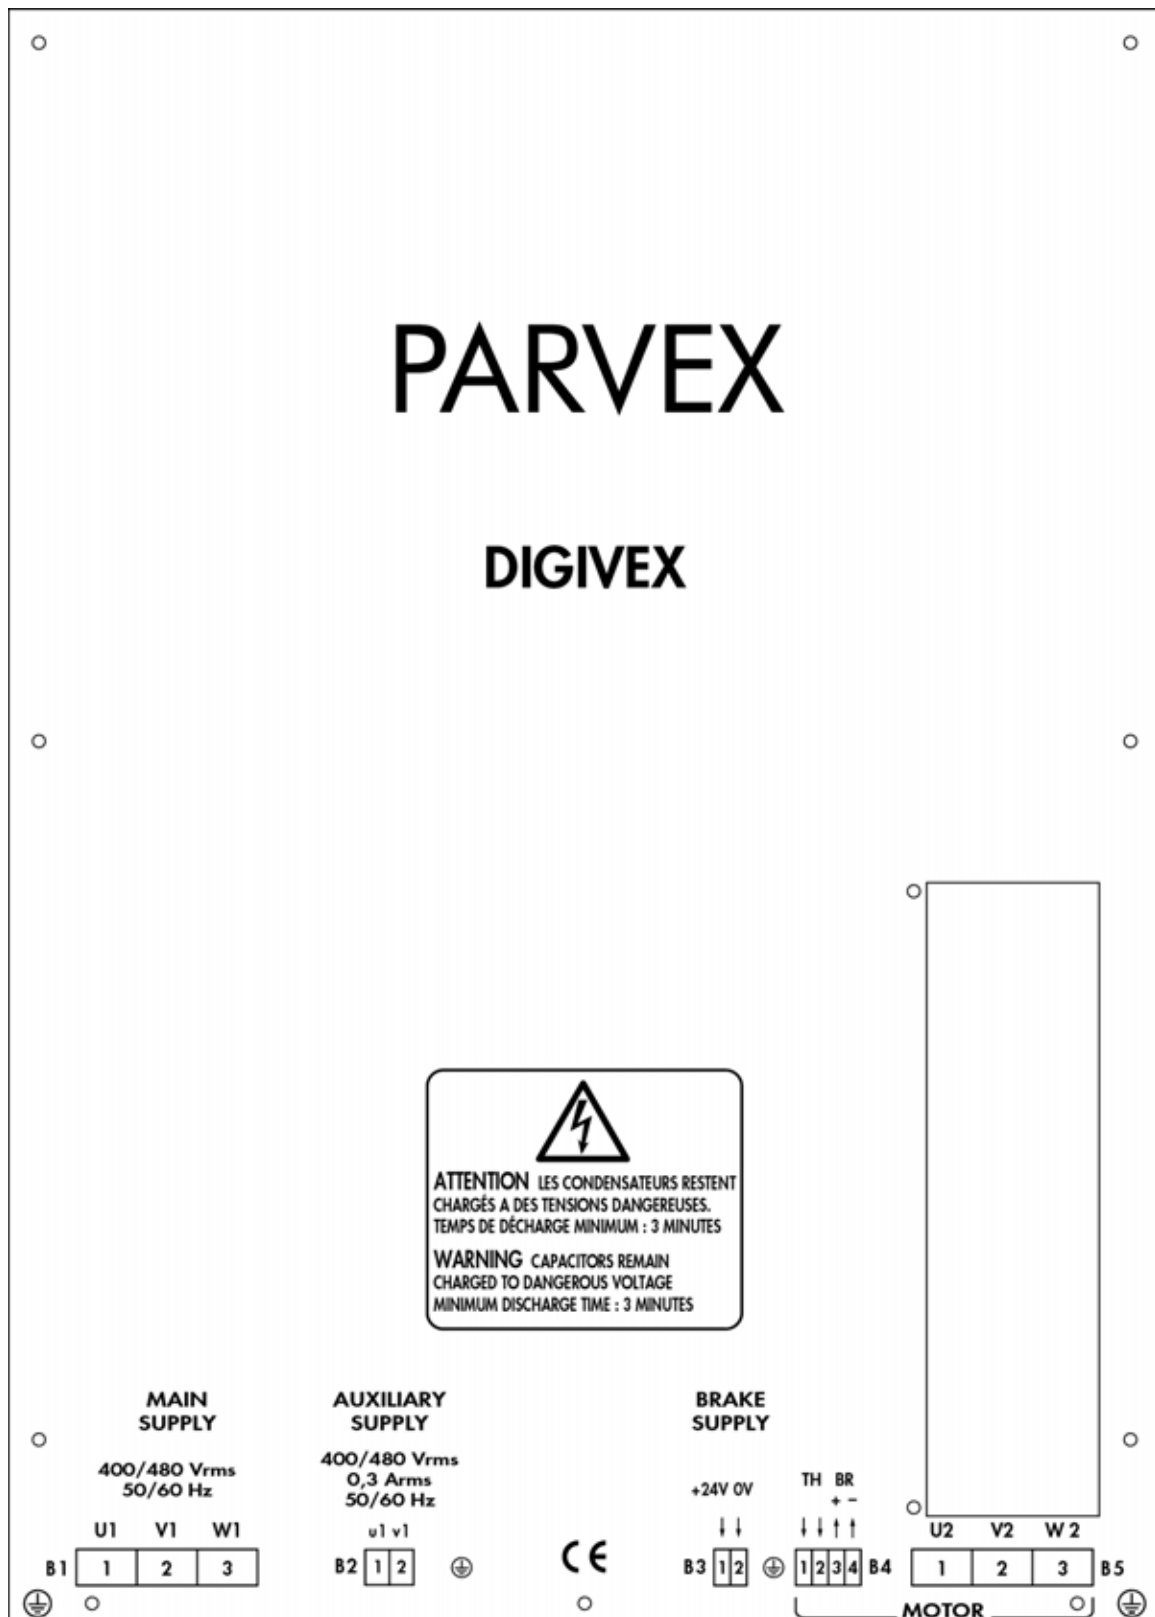 PARVEX
DIGIVEX
ATTENTION LES CONDENSATEURS RESTENT
CHARGÉS A DES TENSIONS DANGEREUSES.
TEMPS DE DÉCHARGE MINIMUM : 3 MINUTES
WARNING CAPACITORS REMAIN
CHARGED TO DANGEROUS VOLTAGE
MINIMUM DISCHARGE TIME : 3 MINUTES
MAIN
SUPPLY
400/480 Vrms
50/60 Hz
U1 V1 W1
B1 1 2 3
AUXILIARY
SUPPLY
400/480 Vrms
0,3 Arms
50/60 Hz
u1 v1
B2 1 2
CE
BRAKE
SUPPLY
+24V 0V
B3 1 2
TH BR
+ −
1 2 3 4 B4
U2 V2 W 2
1 2 3 B5
MOTOR